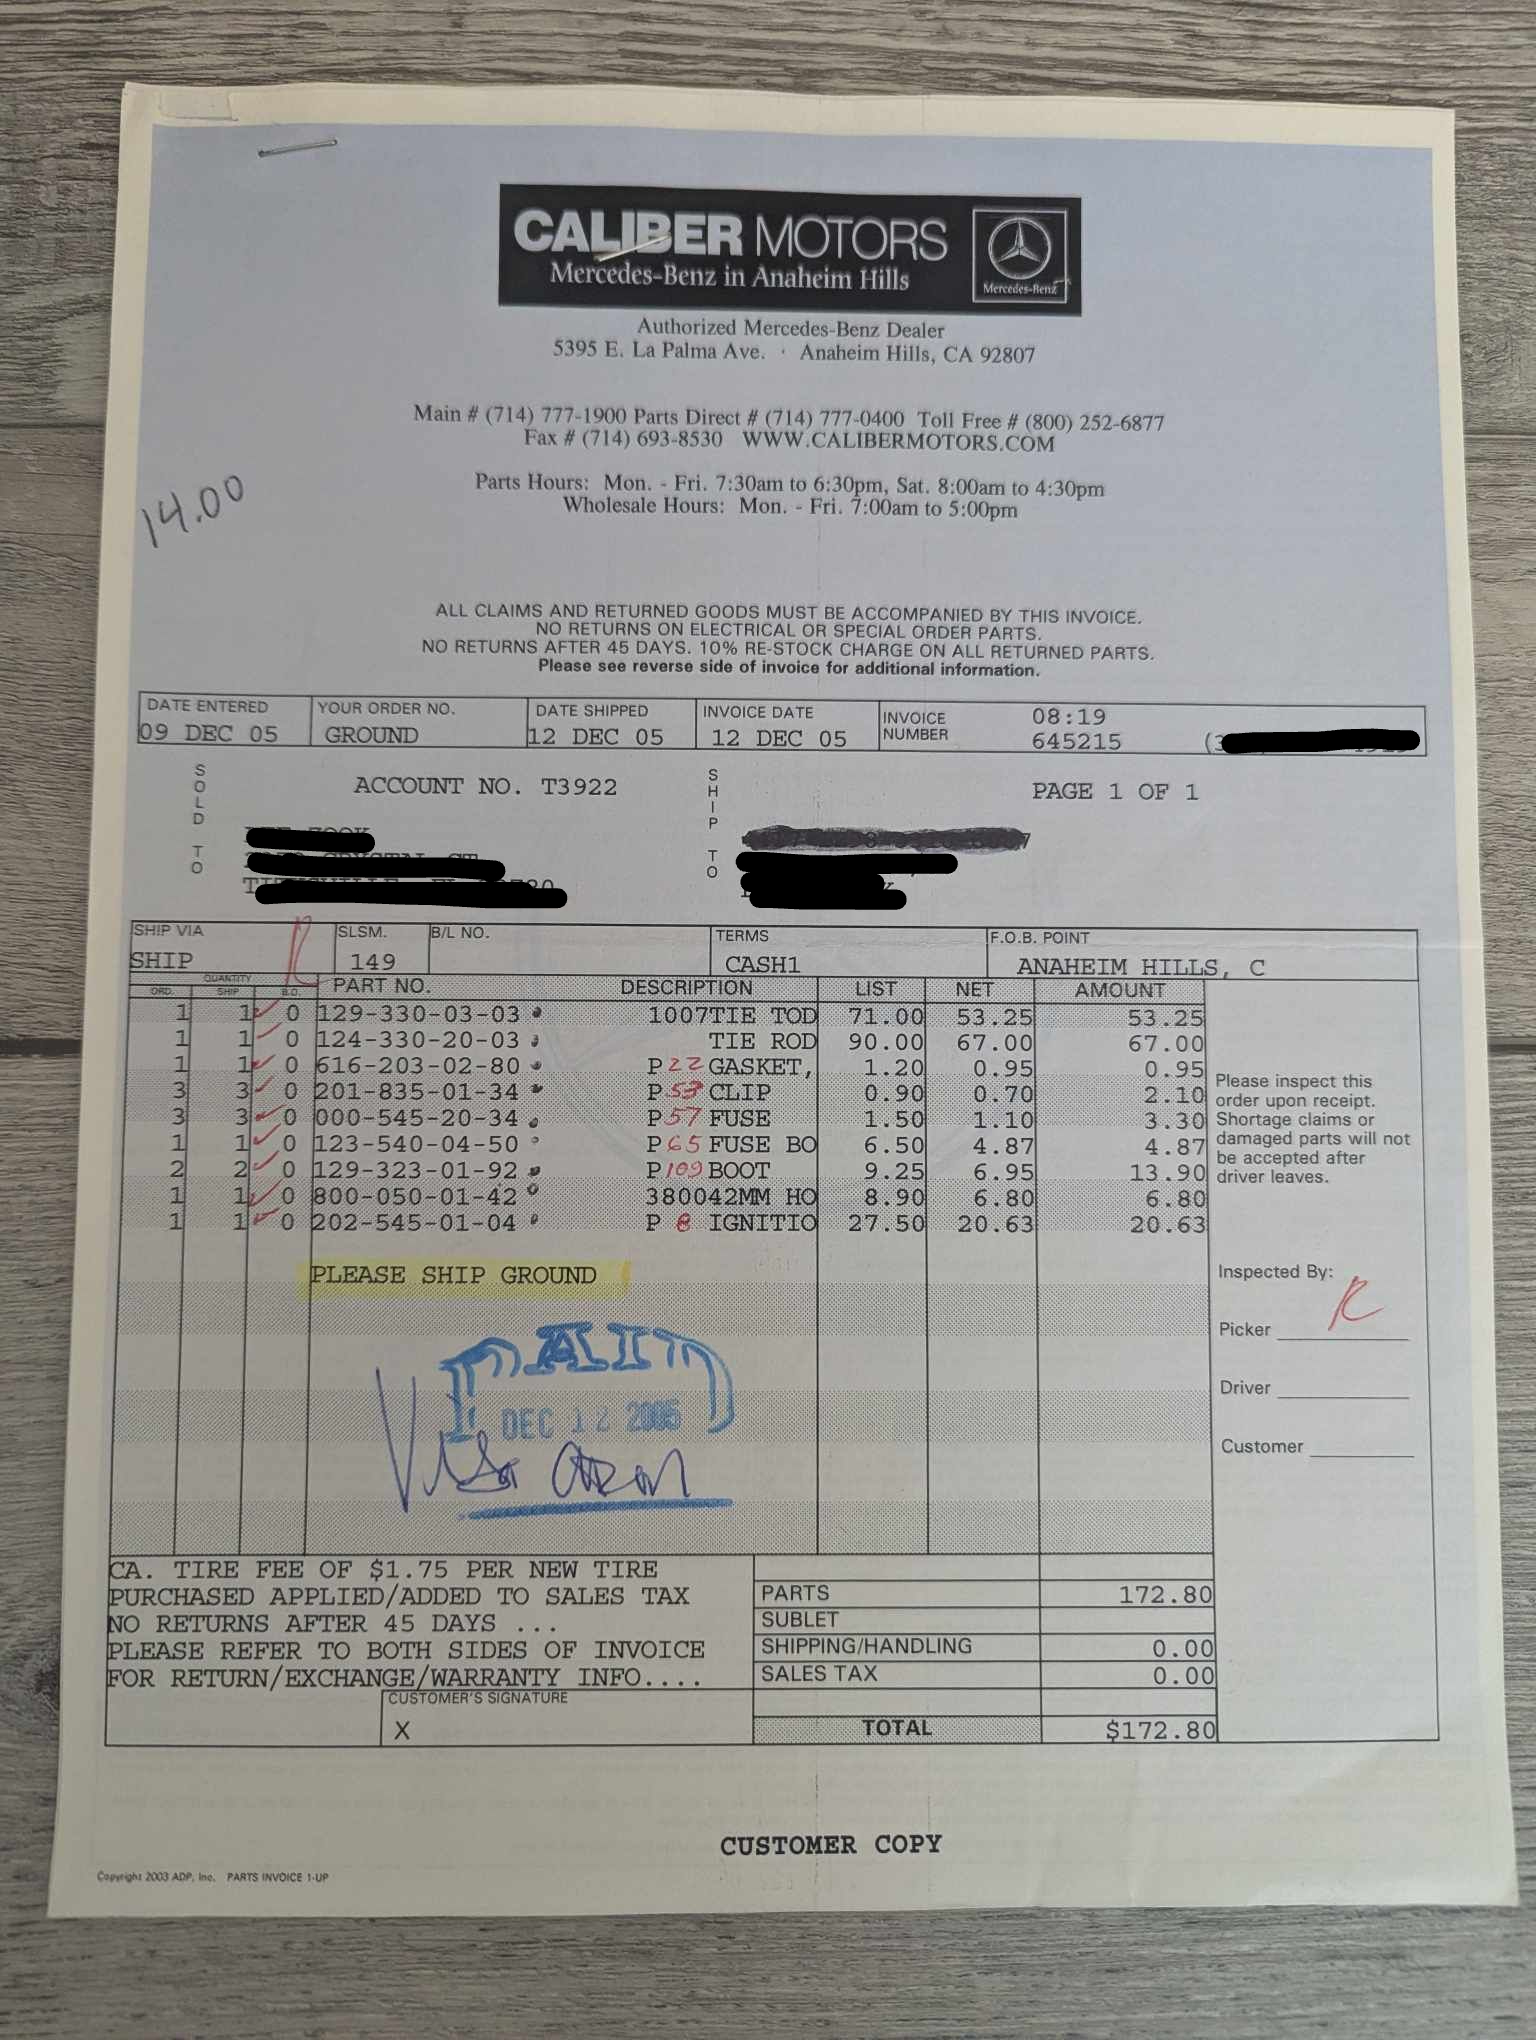 CALIBER MOTORS
Mercedes-Benz in Anaheim Hills
Mercedes-Benz
Authorized Mercedes-Benz Dealer
5395 E. La Palma Ave. · Anaheim Hills, CA 92807
Main # (714) 777-1900 Parts Direct # (714) 777-0400 Toll Free # (800) 252-6877
Fax # (714) 693-8530 WWW.CALIBERMOTORS.COM
Parts Hours: Mon. - Fri. 7:30am to 6:30pm, Sat. 8:00am to 4:30pm
Wholesale Hours: Mon. - Fri. 7:00am to 5:00pm
14.00
ALL CLAIMS AND RETURNED GOODS MUST BE ACCOMPANIED BY THIS INVOICE.
NO RETURNS ON ELECTRICAL OR SPECIAL ORDER PARTS.
NO RETURNS AFTER 45 DAYS. 10% RE-STOCK CHARGE ON ALL RETURNED PARTS.
Please see reverse side of invoice for additional information.
DATE ENTERED YOUR ORDER NO. DATE SHIPPED INVOICE DATE INVOICE NUMBER 08:19
09 DEC 05 GROUND 12 DEC 05 12 DEC 05 645215
SOLD TO ACCOUNT NO. T3922 SHIP TO PAGE 1 OF 1
SHIP VIA SLSM. B/L NO. TERMS F.O.B. POINT
SHIP R 149 CASH1 ANAHEIM HILLS, C
QUANTITY
ORD. SHIP B.O. PART NO. DESCRIPTION LIST NET AMOUNT
1 1 0 129-330-03-03 1007TIE TOD 71.00 53.25 53.25
1 1 0 124-330-20-03 TIE ROD 90.00 67.00 67.00
1 1 0 616-203-02-80 P22 GASKET, 1.20 0.95 0.95
3 3 0 201-835-01-34 P53 CLIP 0.90 0.70 2.10
3 3 0 000-545-20-34 P57 FUSE 1.50 1.10 3.30
1 1 0 123-540-04-50 P65 FUSE BO 6.50 4.87 4.87
2 2 0 129-323-01-92 P109 BOOT 9.25 6.95 13.90
1 1 0 800-050-01-42 380042MM HO 8.90 6.80 6.80
1 1 0 202-545-01-04 P 8 IGNITIO 27.50 20.63 20.63
Please inspect this
order upon receipt.
Shortage claims or
damaged parts will not
be accepted after
driver leaves.
PLEASE SHIP GROUND
Inspected By:
Picker R
Driver
Customer
PAID
DEC 12 2005
CA. TIRE FEE OF $1.75 PER NEW TIRE
PURCHASED APPLIED/ADDED TO SALES TAX
NO RETURNS AFTER 45 DAYS ...
PLEASE REFER TO BOTH SIDES OF INVOICE
FOR RETURN/EXCHANGE/WARRANTY INFO....
CUSTOMER'S SIGNATURE
X
PARTS 172.80
SUBLET
SHIPPING/HANDLING 0.00
SALES TAX 0.00
TOTAL $172.80
CUSTOMER COPY
Copyright 2003 ADP, Inc. PARTS INVOICE 1-UP